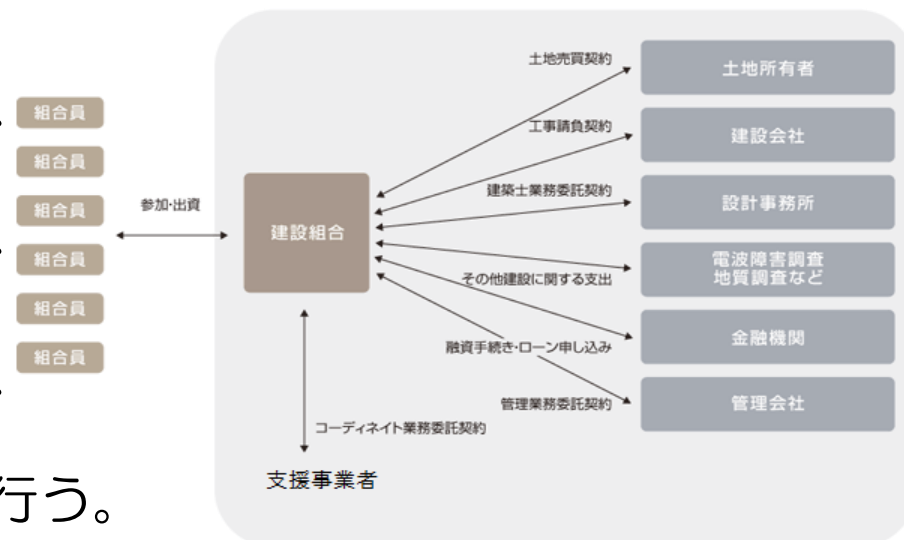 組合員
組合員
組合員
組合員
組合員
組合員
参加・出資
建設組合
土地売買契約
工事請負契約
建築士業務委託契約
その他建設に関する支出
融資手続き・ローン申し込み
管理業務委託契約
土地所有者
建設会社
設計事務所
電波障害調査
地質調査など
金融機関
管理会社
コーディネイト業務委託契約
支援事業者
行う。